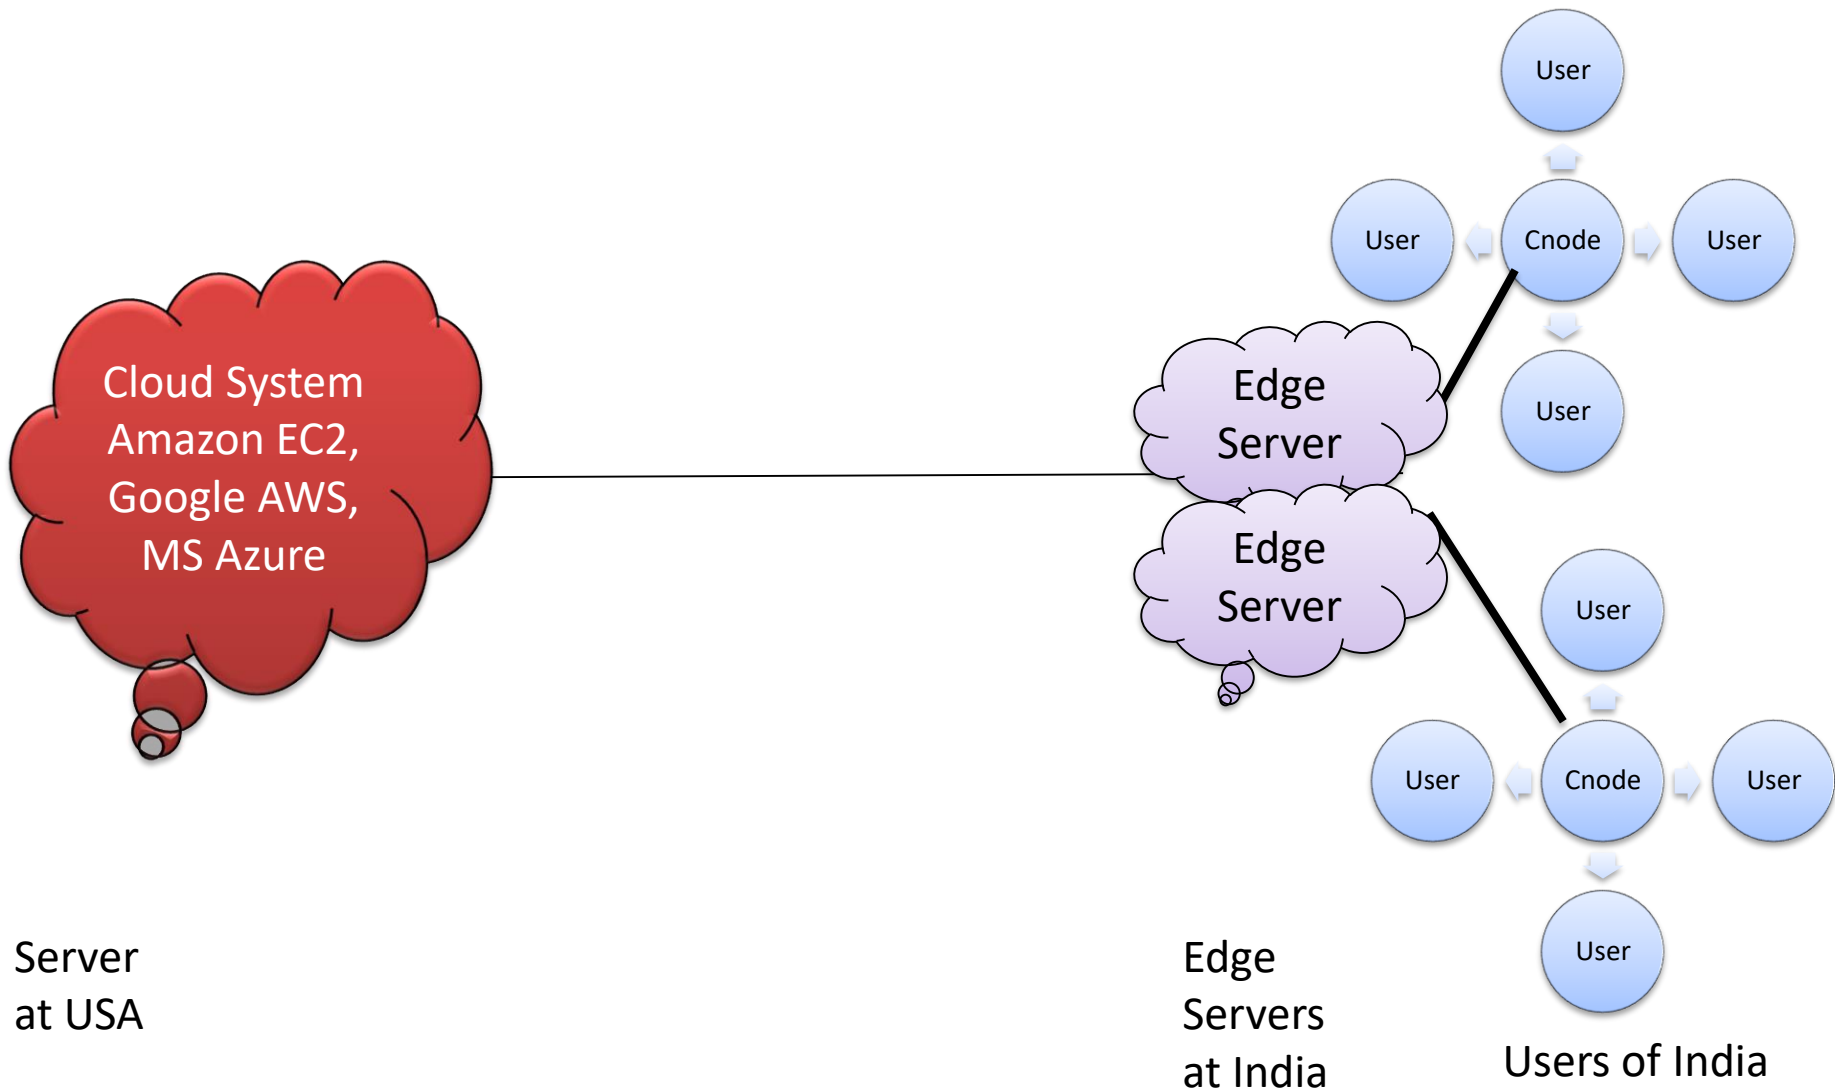 User
User
Cnode
User
User
Cloud System
Amazon EC2,
Google AWS,
MS Azure
Edge
Server
Edge
Server
User
User
Cnode
User
User
Server
at USA
Edge
Servers
at India
Users of India